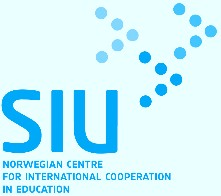 SIU
NORWEGIAN CENTRE
FOR INTERNATIONAL COOPERATION
IN EDUCATION